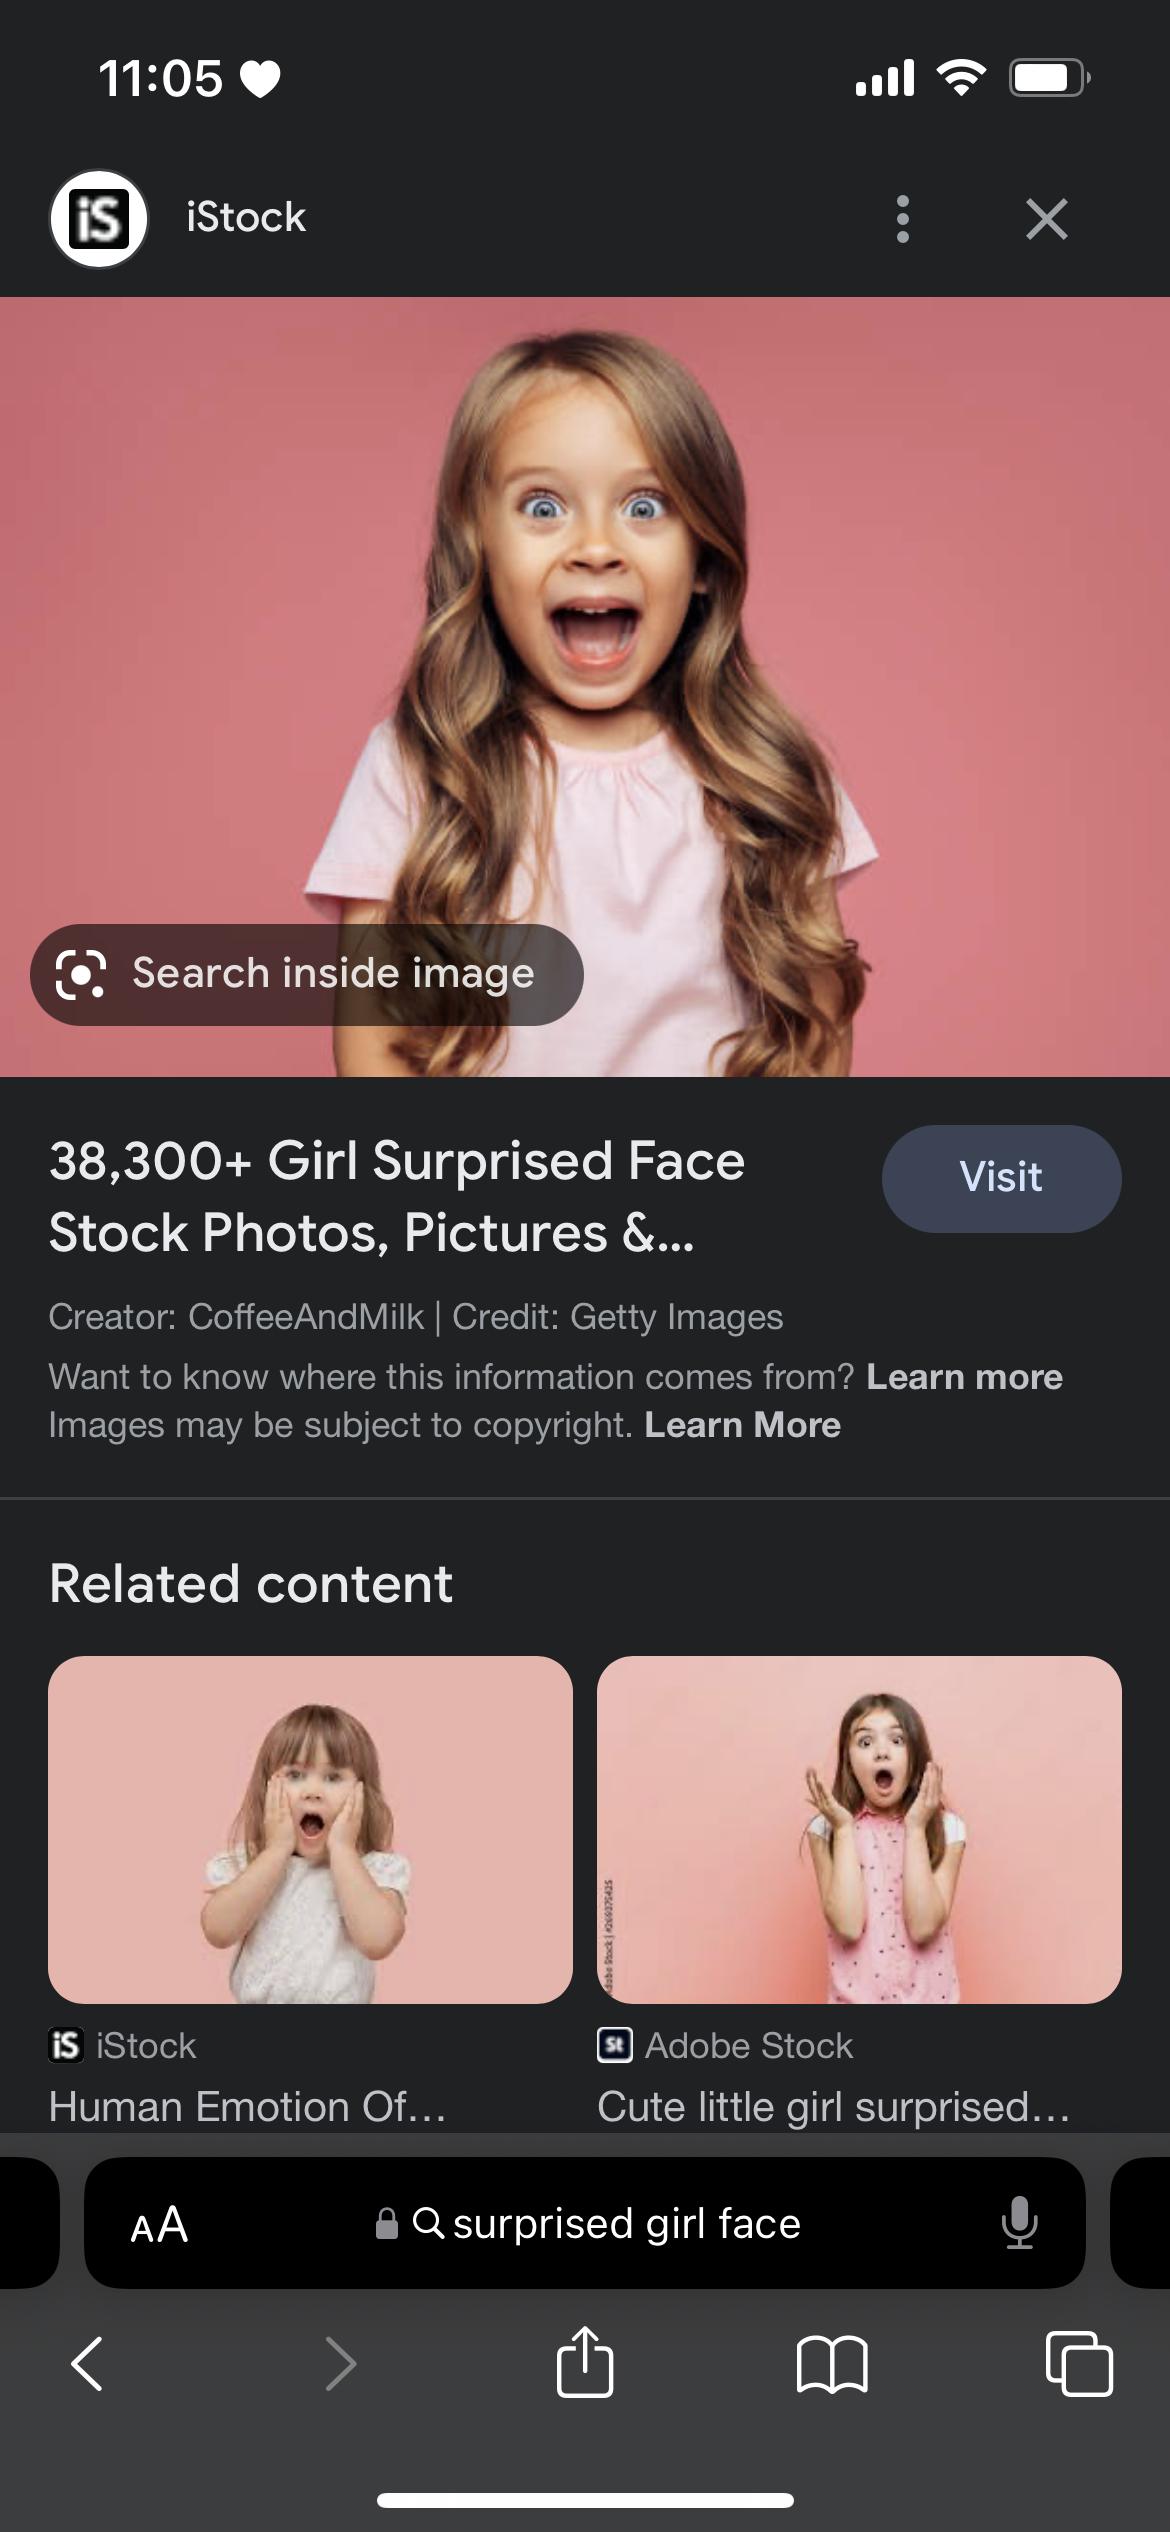 11:05
iS
iStock
Search inside image
38,300+ Girl Surprised Face
Stock Photos, Pictures &...
Visit
Creator: CoffeeAndMilk | Credit: Getty Images
Want to know where this information comes from? Learn more
Images may be subject to copyright. Learn More
Related content
iS iStock
Human Emotion Of...
St Adobe Stock
Cute little girl surprised...
AA
surprised girl face